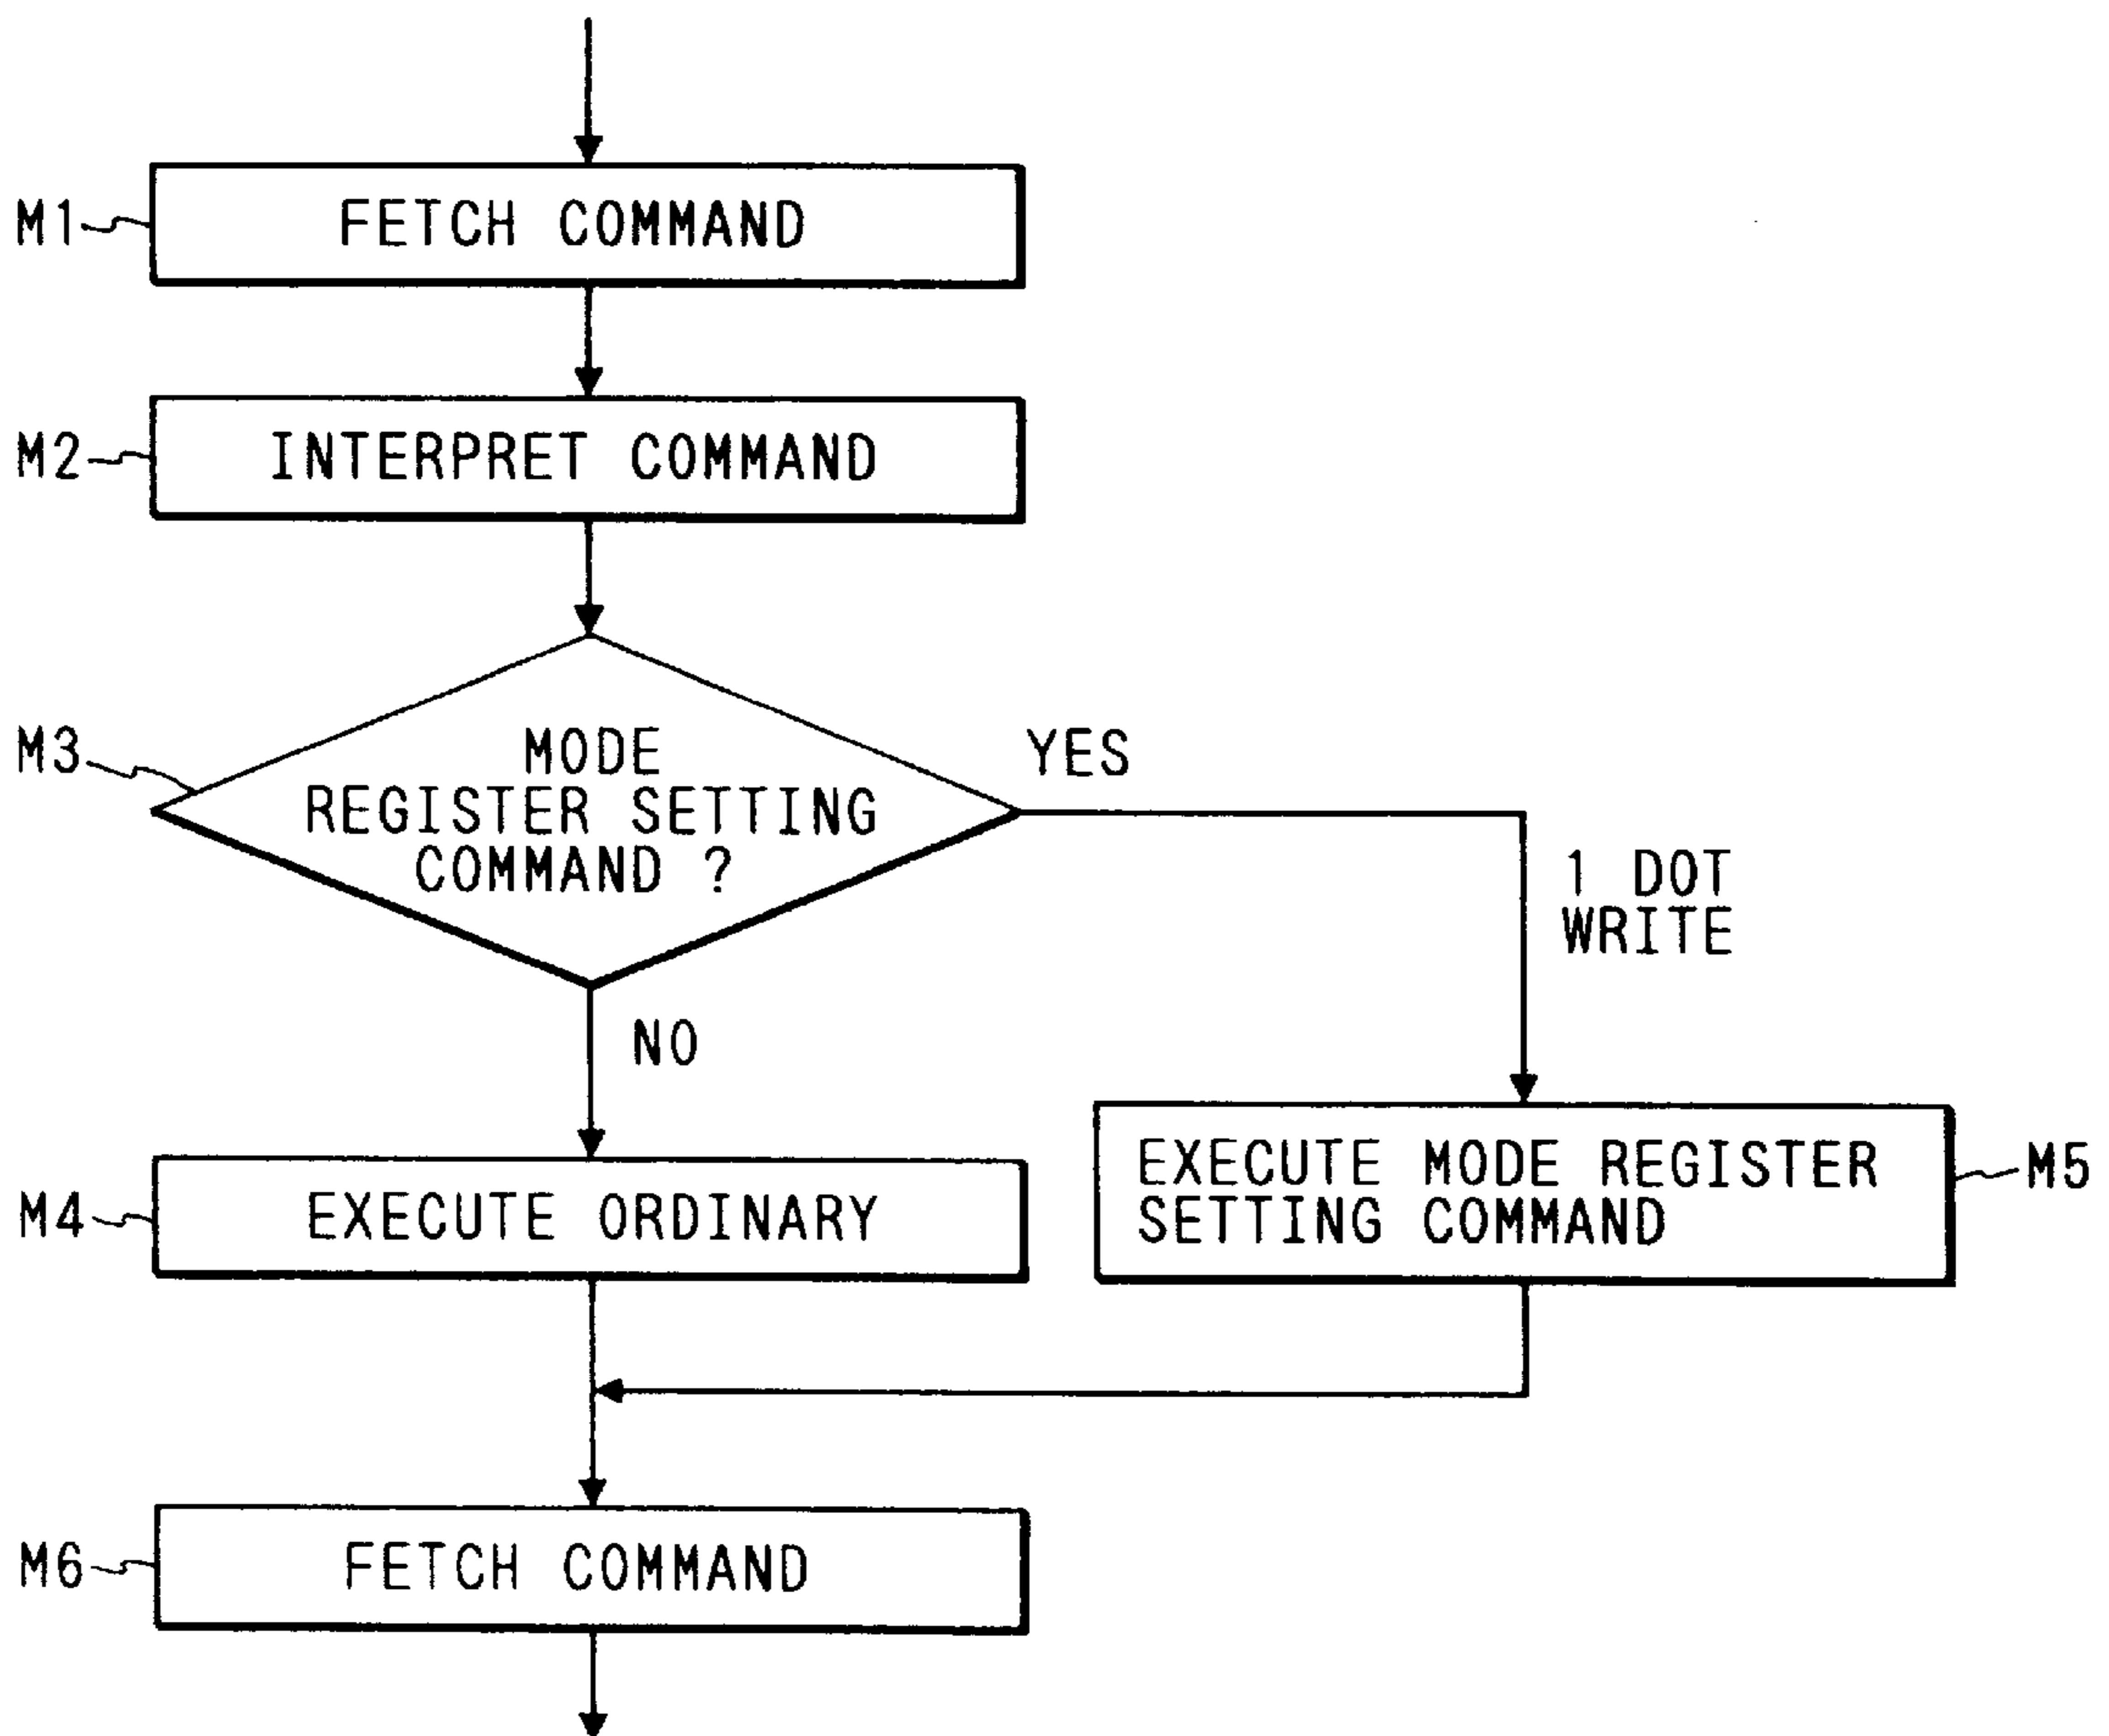 M1
FETCH COMMAND
M2
INTERPRET COMMAND
M3
MODE
REGISTER SETTING
COMMAND ?
YES
1 DOT
WRITE
NO
M4
EXECUTE ORDINARY
EXECUTE MODE REGISTER
SETTING COMMAND
M5
M6
FETCH COMMAND